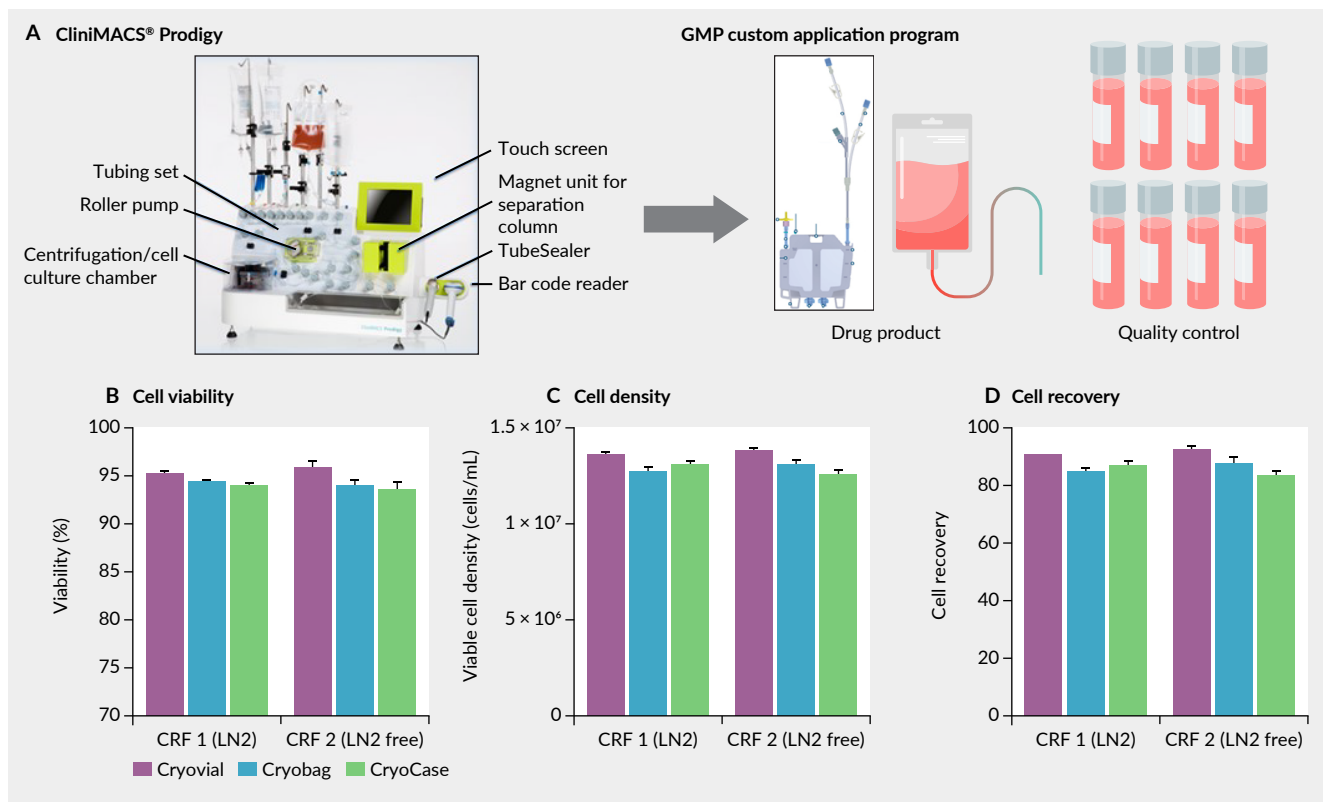 A CliniMACS® Prodigy
GMP custom application program
Tubing set
Roller pump
Centrifugation/cell
culture chamber
Touch screen
Magnet unit for
separation
column
TubeSealer
Bar code reader
CliniMACS Prodigy
Drug product
Quality control
B Cell viability
Viability (%)
100
95
90
85
80
75
70
CRF 1 (LN2)
CRF 2 (LN2 free)
C Cell density
Viable cell density (cells/mL)
1.5 × 10⁷
1 × 10⁷
5 × 10⁶
0
CRF 1 (LN2)
CRF 2 (LN2 free)
D Cell recovery
Cell recovery
100
80
60
40
20
0
CRF 1 (LN2)
CRF 2 (LN2 free)
Cryovial
Cryobag
CryoCase